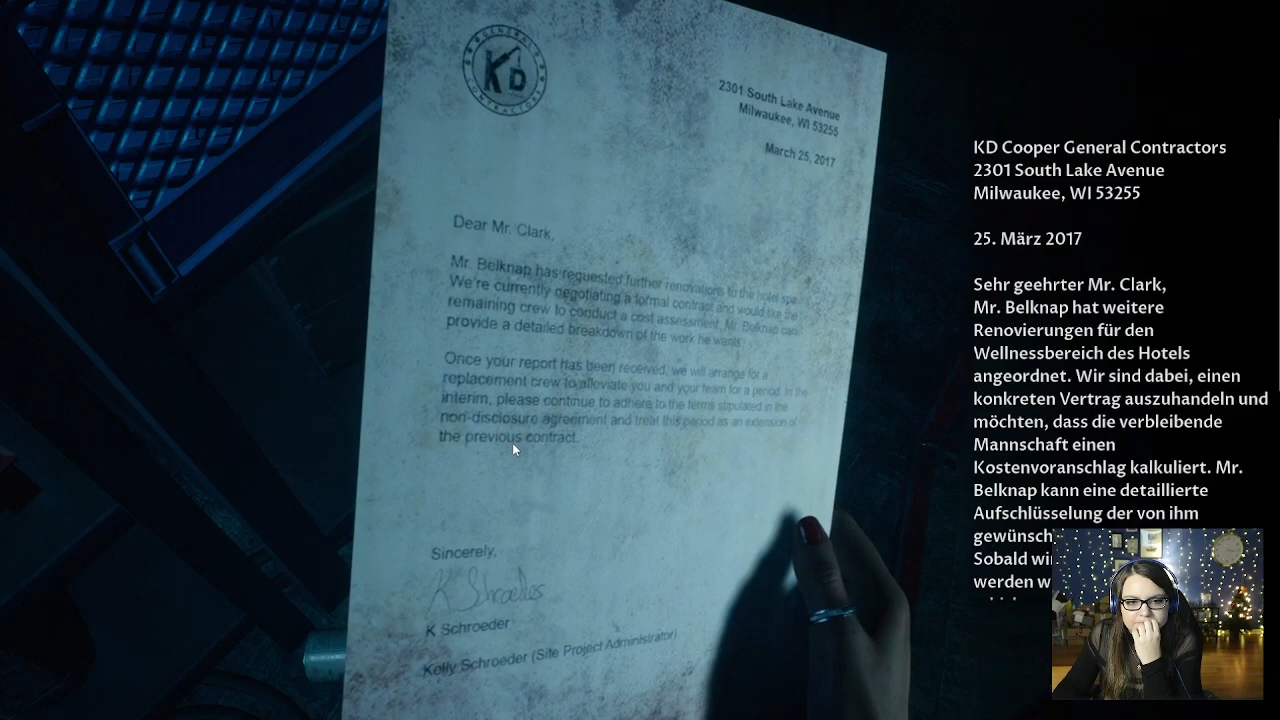 GENERAL
KD
CONTRACTORS
2301 South Lake Avenue
Milwaukee, WI 53255
March 25, 2017
Dear Mr. Clark,
Mr. Belknap has requested further renovations to the hotel spa.
We're currently negotiating a formal contract and would like the
remaining crew to conduct a cost assessment. Mr. Belknap can
provide a detailed breakdown of the work he wants.
Once your report has been received, we will arrange for a
replacement crew to alleviate you and your team for a period. In the
interim, please continue to adhere to the terms stipulated in the
non-disclosure agreement and treat this period as an extension of
the previous contract.
Sincerely,
K Schroeder
K Schroeder
Kelly Schroeder (Site Project Administrator)
KD Cooper General Contractors
2301 South Lake Avenue
Milwaukee, WI 53255
25. März 2017
Sehr geehrter Mr. Clark,
Mr. Belknap hat weitere
Renovierungen für den
Wellnessbereich des Hotels
angeordnet. Wir sind dabei, einen
konkreten Vertrag auszuhandeln und
möchten, dass die verbleibende
Mannschaft einen
Kostenvoranschlag kalkuliert. Mr.
Belknap kann eine detaillierte
Aufschlüsselung der von ihm
gewünsch
Sobald wi
werden w